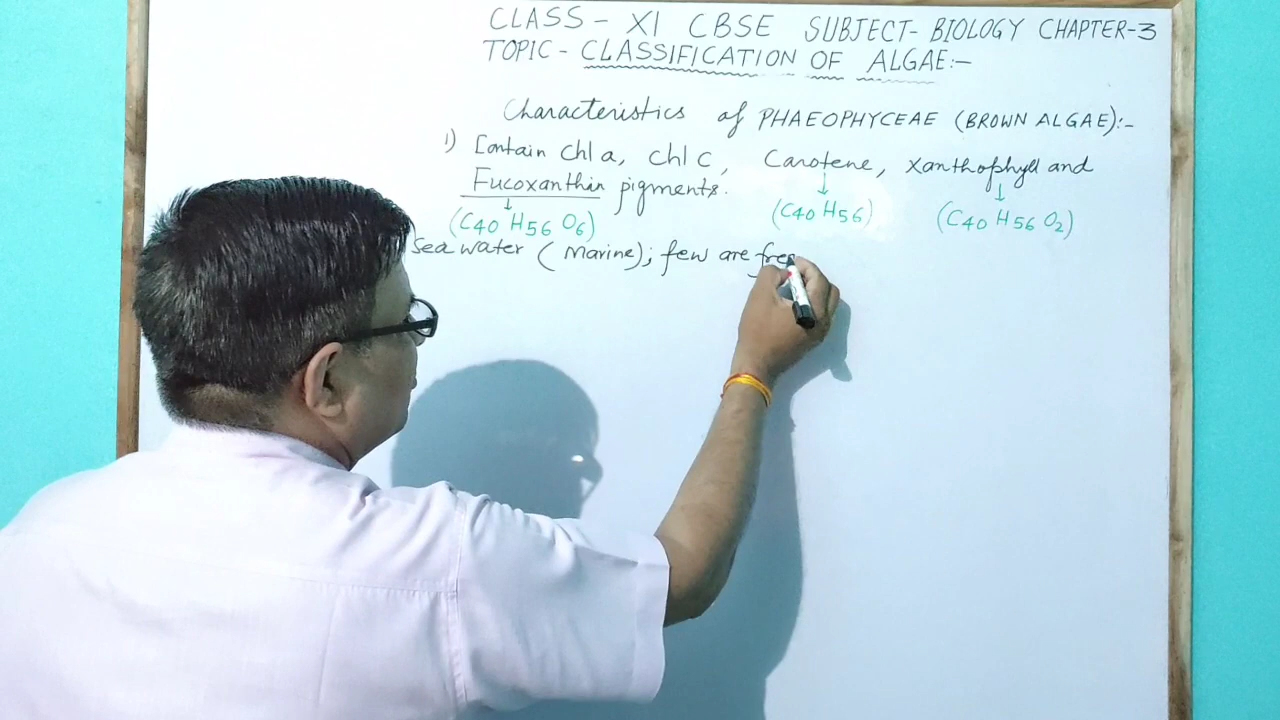 CLASS - XI CBSE SUBJECT- BIOLOGY CHAPTER-3
TOPIC - CLASSIFICATION OF ALGAE:-
Characteristics of PHAEOPHYCEAE (BROWN ALGAE):-
1) Contain chl a, chl c, Carotene, Xanthophyll and
Fucoxanthin pigments.
(C40 H56 O6) (C40 H56) (C40 H56 O2)
Sea water (Marine); few are fre